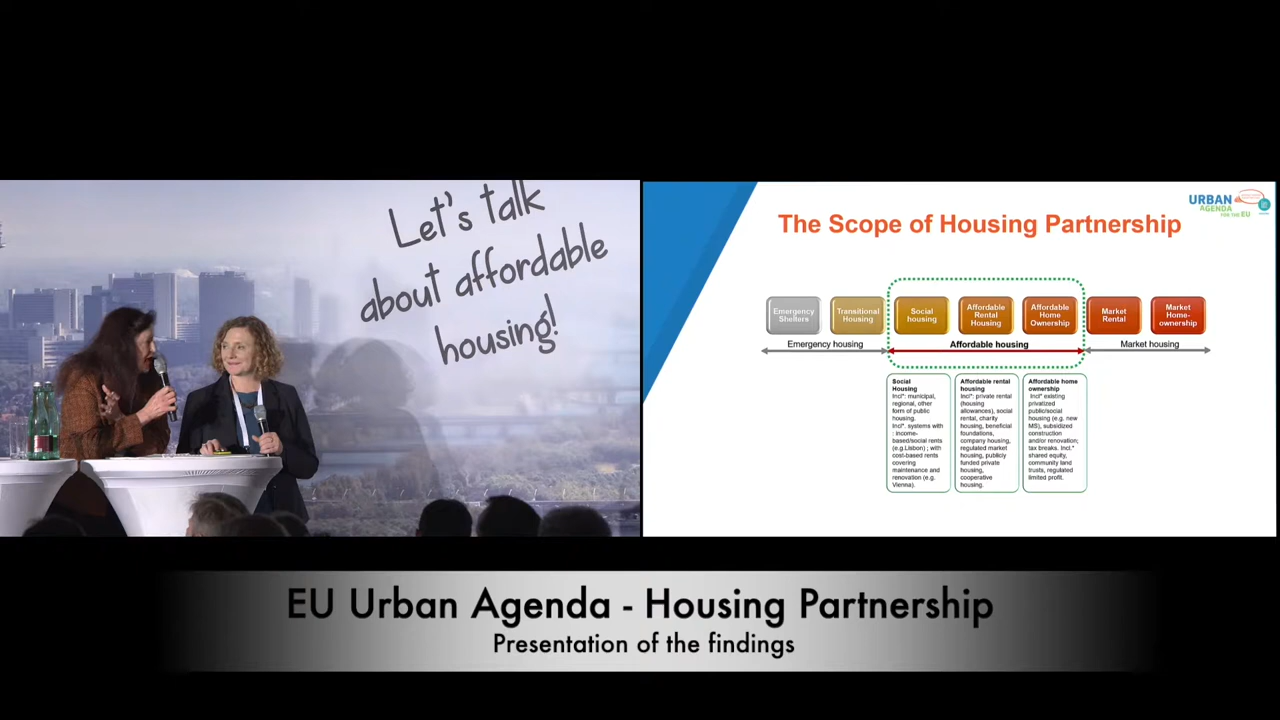 Let's talk
about affordable
housing!
URBAN
AGENDA
FOR THE EU
The Scope of Housing Partnership
Emergency
Shelters
Transitional
Housing
Social
housing
Affordable
Rental
Housing
Affordable
Home
Ownership
Market
Rental
Market
Home-
ownership
Emergency housing
Affordable housing
Market housing
Social
Housing
Incl*: municipal,
regional, other
form of public
housing.
Incl*. systems with
: income-
based/social rents
(e.g.Lisbon) ; with
cost-based rents
covering
maintenance and
renovation (e.g.
Vienna).
Affordable rental
housing
Incl*: private rental
(housing
allowances), social
rental, charity
housing, beneficial
foundations,
company housing,
regulated market
housing, publicly
funded private
housing,
cooperative
housing.
Affordable home
ownership
Incl* existing
privatized
public/social
housing (e.g. new
MS), subsidized
construction
and/or renovation;
tax breaks. Incl.*
shared equity,
community land
trusts, regulated
limited profit.
EU Urban Agenda - Housing Partnership
Presentation of the findings